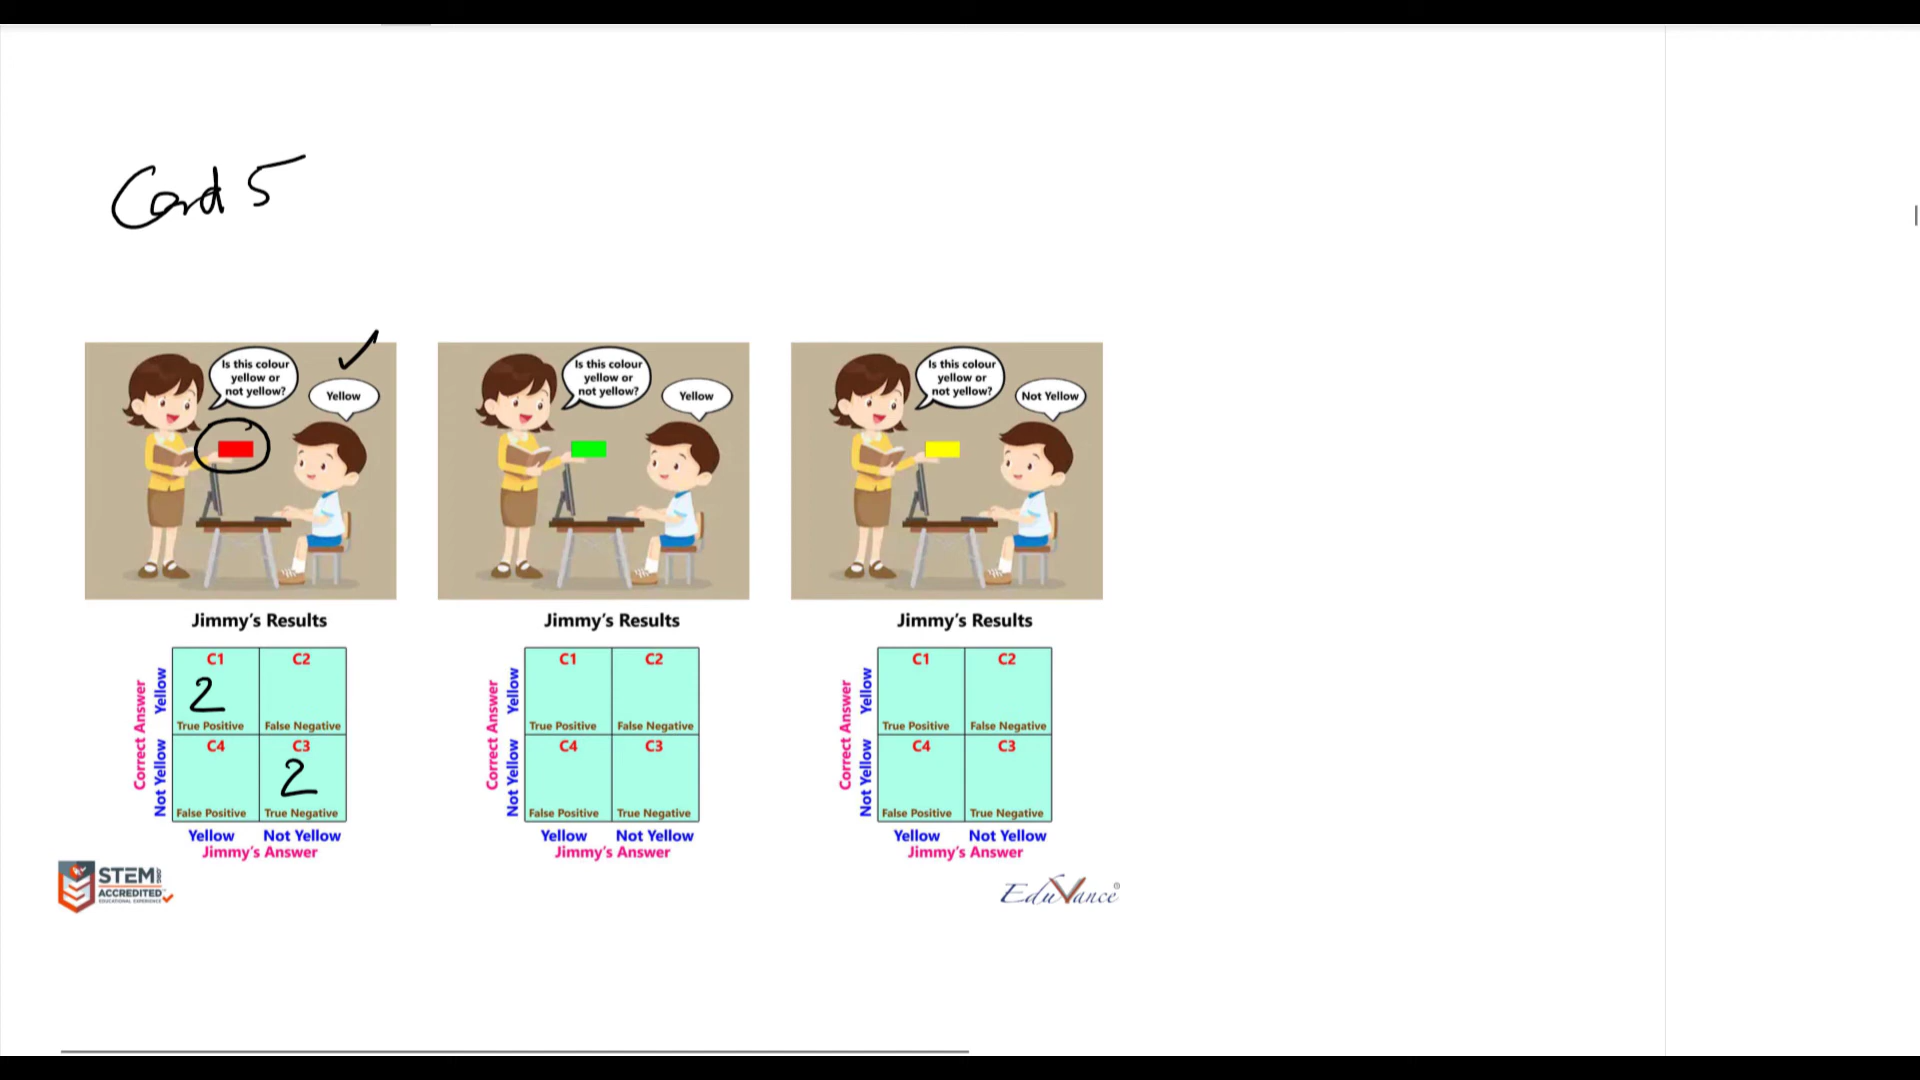 Card 5
Is this colour
yellow or
not yellow?
Yellow
Is this colour
yellow or
not yellow?
Yellow
Is this colour
yellow or
not yellow?
Not Yellow
Jimmy's Results
Correct Answer
Yellow
Not Yellow
C1
2
True Positive
C2
False Negative
C4
False Positive
C3
2
True Negative
Yellow Not Yellow
Jimmy's Answer
Jimmy's Results
Correct Answer
Yellow
Not Yellow
C1
True Positive
C2
False Negative
C4
False Positive
C3
True Negative
Yellow Not Yellow
Jimmy's Answer
Jimmy's Results
Correct Answer
Yellow
Not Yellow
C1
True Positive
C2
False Negative
C4
False Positive
C3
True Negative
Yellow Not Yellow
Jimmy's Answer
STEM.org
ACCREDITED
EDUCATIONAL EXPERIENCE
EduVance